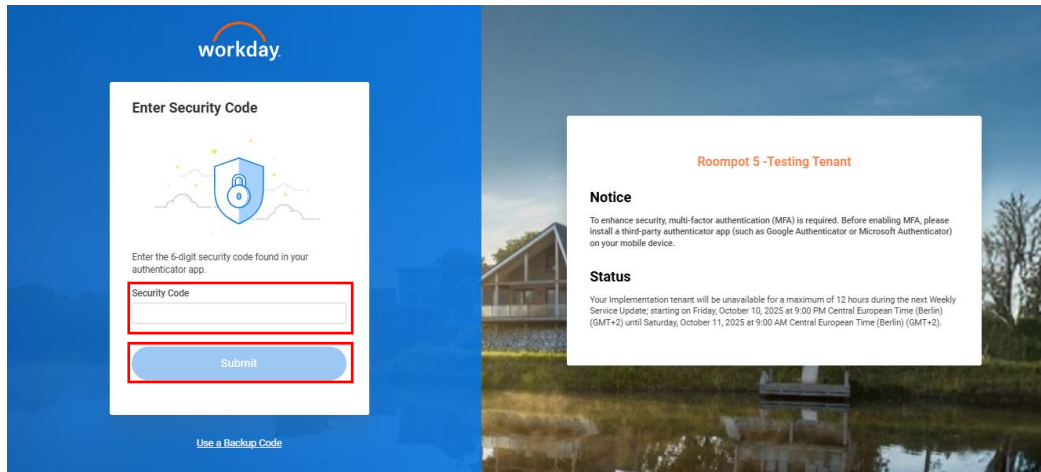 workday.
Enter Security Code
Enter the 6-digit security code found in your
authenticator app.
Security Code
Submit
Use a Backup Code
Roompot 5 -Testing Tenant
Notice
To enhance security, multi-factor authentication (MFA) is required. Before enabling MFA, please
install a third-party authenticator app (such as Google Authenticator or Microsoft Authenticator)
on your mobile device.
Status
Your Implementation tenant will be unavailable for a maximum of 12 hours during the next Weekly
Service Update; starting on Friday, October 10, 2025 at 9:00 PM Central European Time (Berlin)
(GMT+2) until Saturday, October 11, 2025 at 9:00 AM Central European Time (Berlin) (GMT+2).